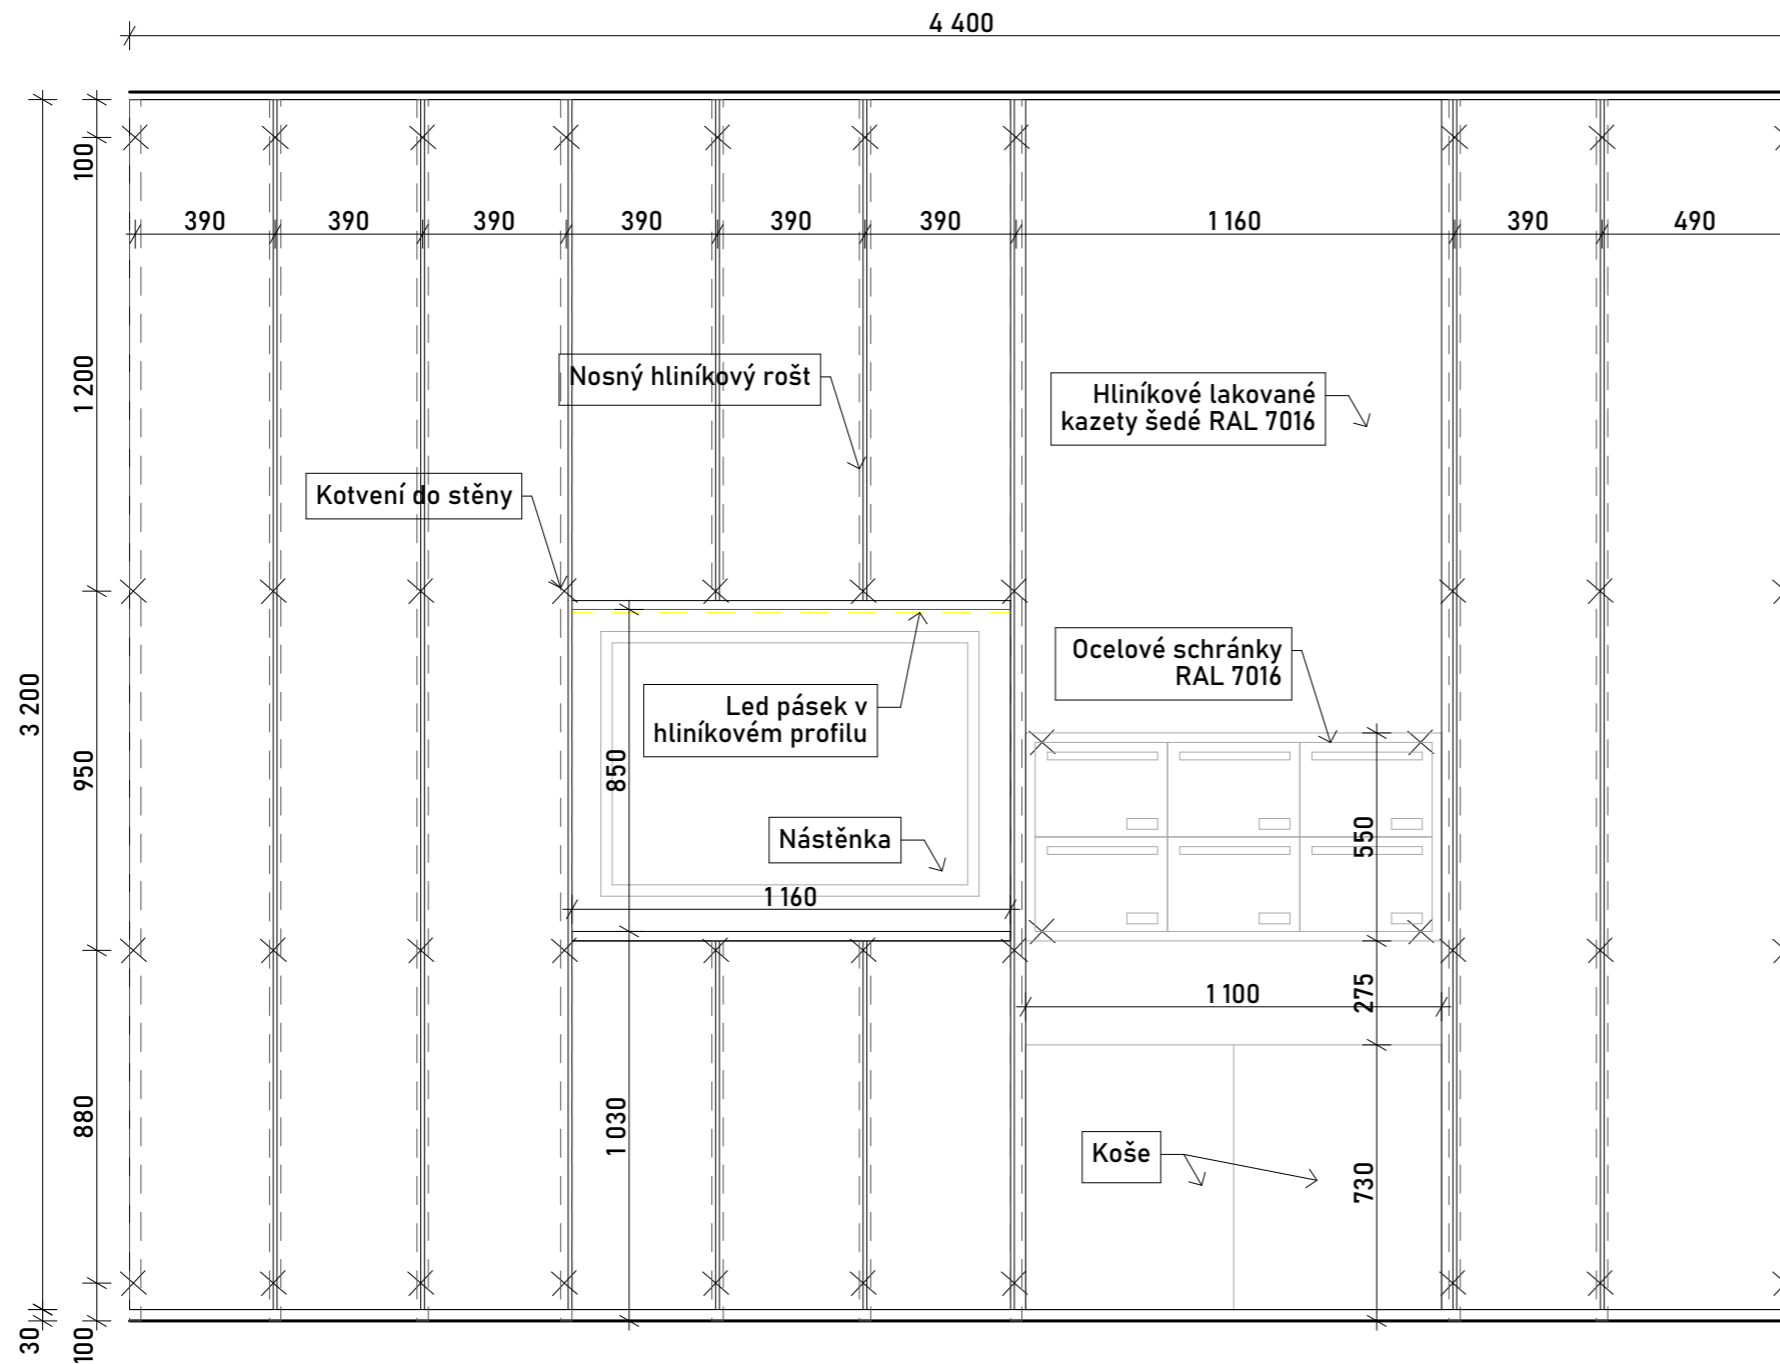 4 400
100
390
390
390
390
390
390
1 160
390
490
1 200
Nosný hliníkový rošt
Hliníkové lakované
kazety šedé RAL 7016
Kotvení do stěny
3 200
950
Ocelové schránky
RAL 7016
Led pásek v
hliníkovém profilu
850
Nástěnka
550
1 160
275
1 100
880
1 030
Koše
730
30
100